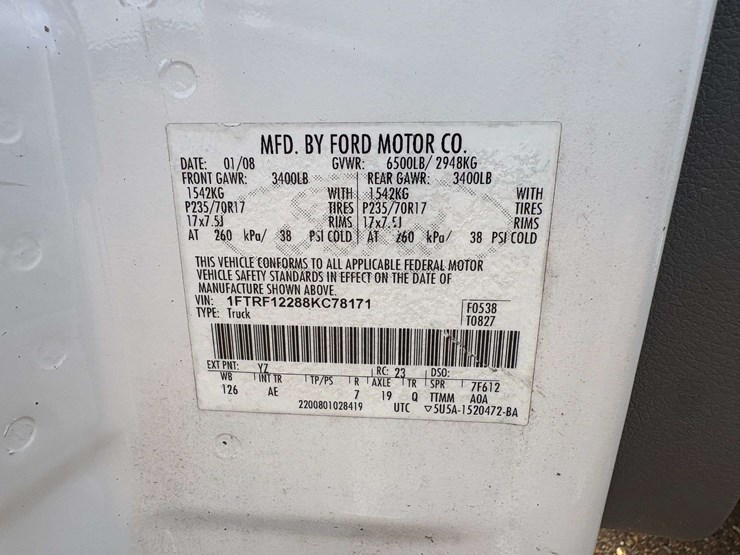 MFD. BY FORD MOTOR CO.
DATE: 01/08 GVWR: 6500LB/ 2948KG
FRONT GAWR: 3400LB REAR GAWR: 3400LB
1542KG WITH 1542KG WITH
P235/70R17 TIRES P235/70R17 TIRES
17x7.5J RIMS 17x7.5J RIMS
AT 260 kPa/ 38 PSI COLD AT 260 kPa/ 38 PSI COLD
THIS VEHICLE CONFORMS TO ALL APPLICABLE FEDERAL MOTOR
VEHICLE SAFETY STANDARDS IN EFFECT ON THE DATE OF
MANUFACTURE SHOWN ABOVE.
VIN: 1FTRF12288KC78171 F0538
TYPE: Truck T0827
EXT PNT: YZ RC: 23 DSO:
WB INT TR TP/PS R AXLE TR SPR 7F612
126 AE 7 19 Q TTMM AOA
2200801028419 UTC ▽5U5A-1520472-BA